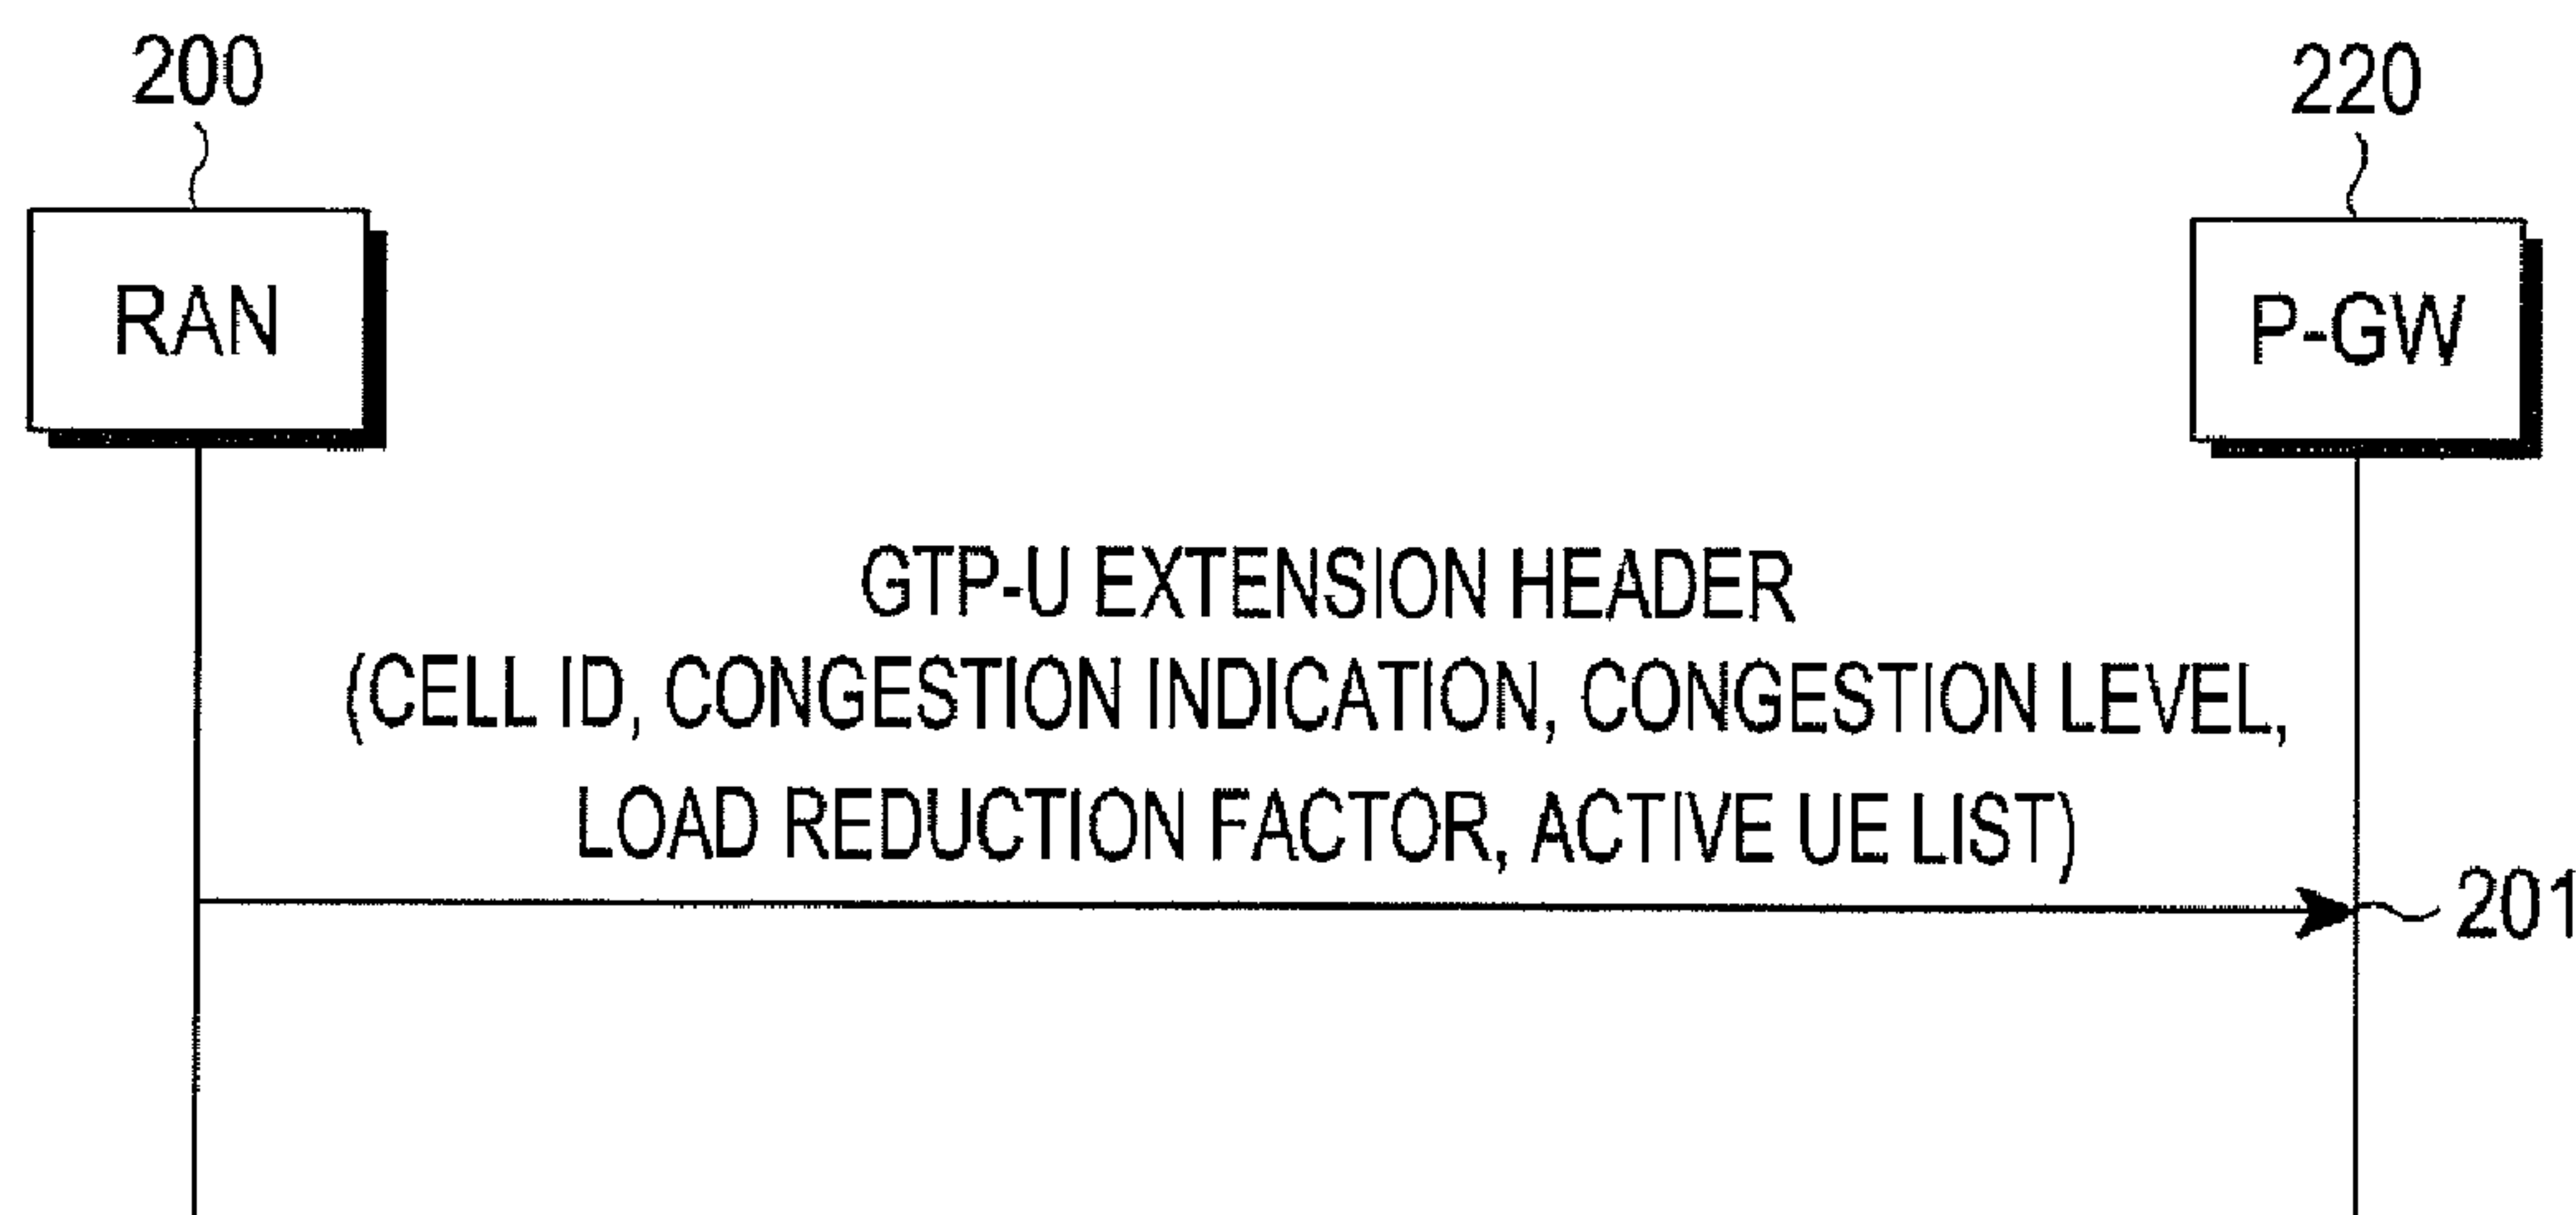 200
220
RAN
P-GW
GTP-U EXTENSION HEADER
(CELL ID, CONGESTION INDICATION, CONGESTION LEVEL,
LOAD REDUCTION FACTOR, ACTIVE UE LIST)
201